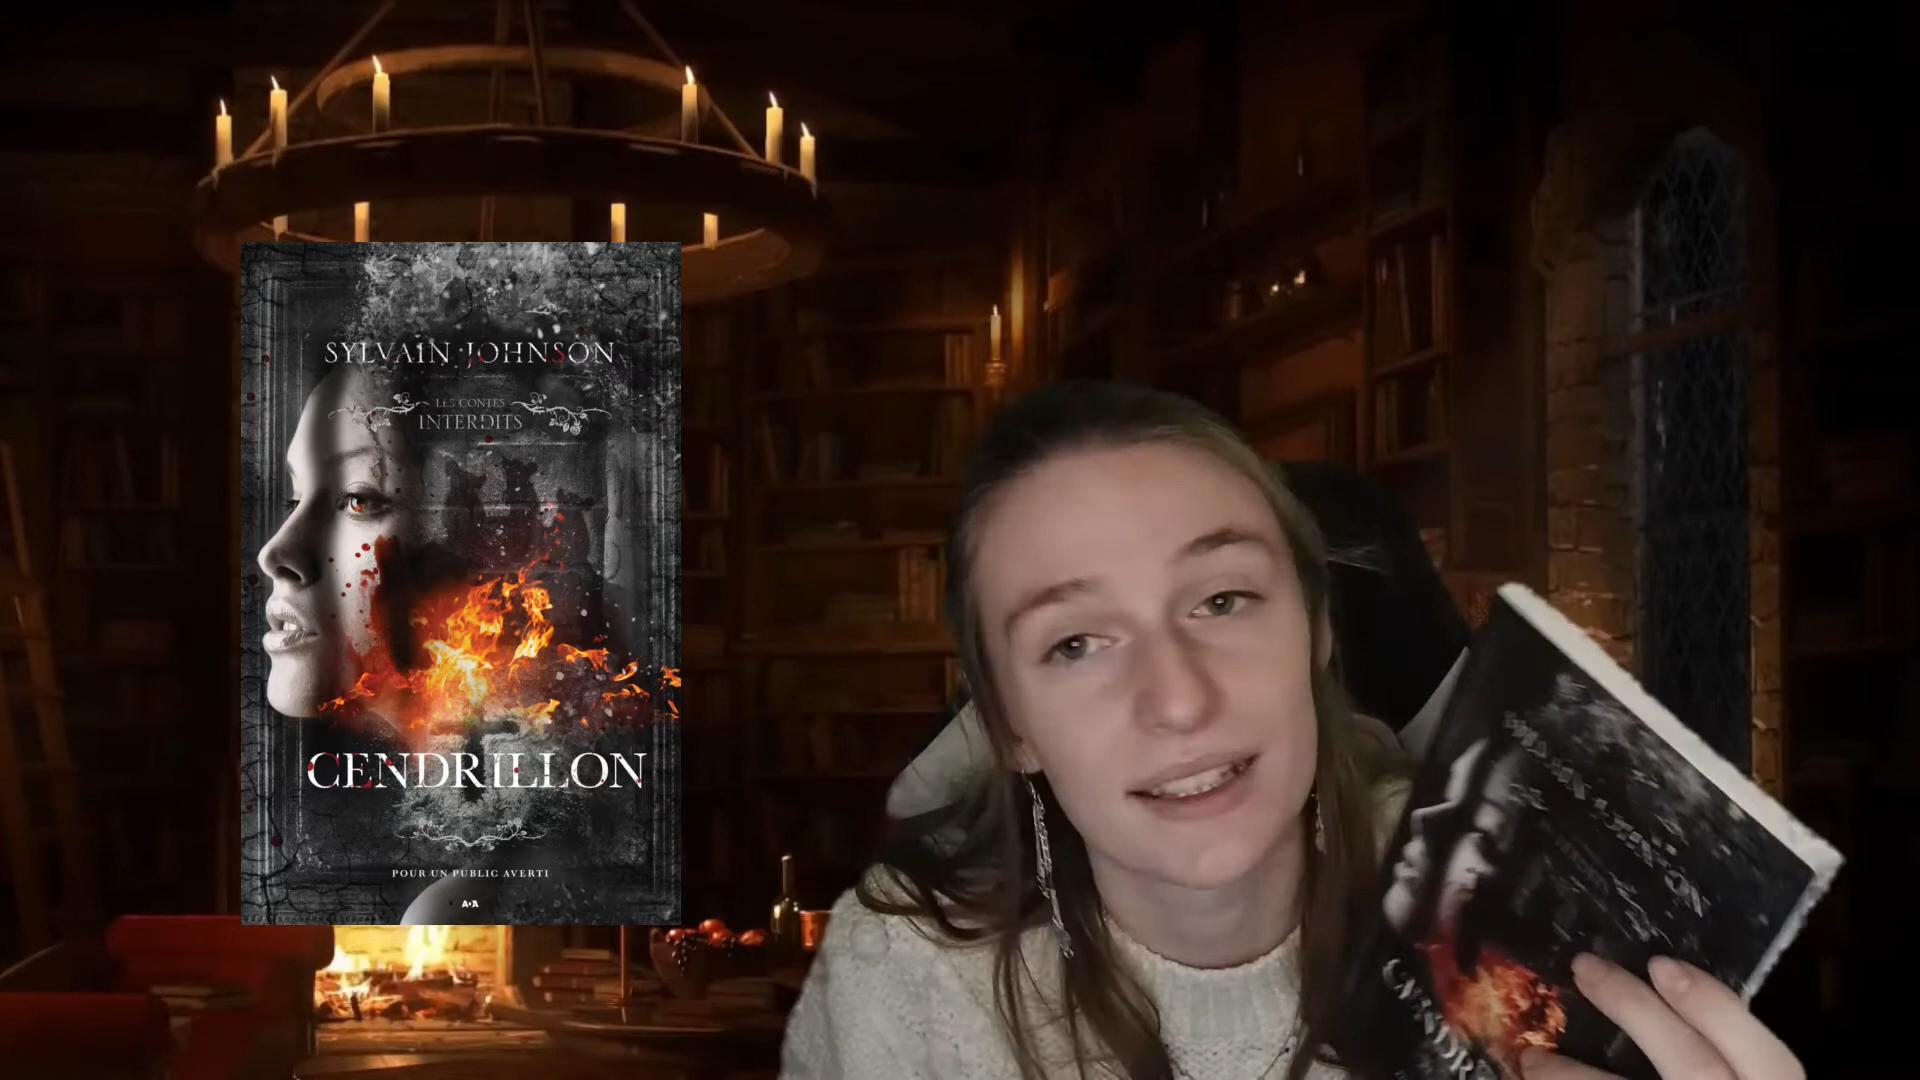 SYLVAIN JOHNSON
LES CONTES
INTERDITS
CENDRILLON
POUR UN PUBLIC AVERTI
A•A